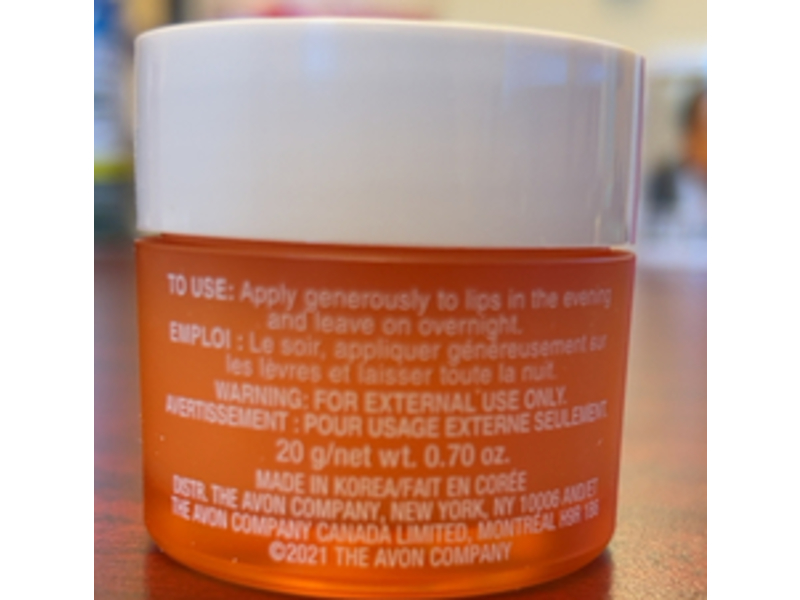 TO USE: Apply generously to lips in the evening
and leave on overnight.
EMPLOI : Le soir, appliquer généreusement sur
les lèvres et laisser toute la nuit.
WARNING: FOR EXTERNAL USE ONLY.
AVERTISSEMENT : POUR USAGE EXTERNE SEULEMENT.
20 g/net wt. 0.70 oz.
MADE IN KOREA/FAIT EN CORÉE
DISTR. THE AVON COMPANY, NEW YORK, NY 10006 AND/ET
THE AVON COMPANY CANADA LIMITED, MONTRÉAL H9R 1B6
©2021 THE AVON COMPANY